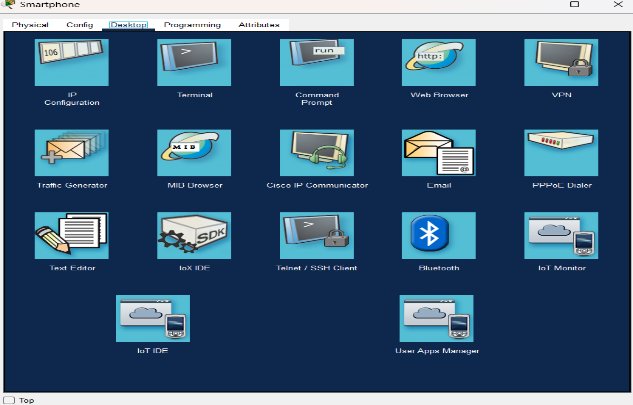 Smartphone
Physical Config Desktop Programming Attributes
106
run
http:
IP
Configuration
Terminal
Command
Prompt
Web Browser
VPN
MIB
Traffic Generator
MIB Browser
Cisco IP Communicator
Email
PPPoE Dialer
SDK
Text Editor
IoX IDE
Telnet / SSH Client
Bluetooth
IoT Monitor
IoT IDE
User Apps Manager
Top